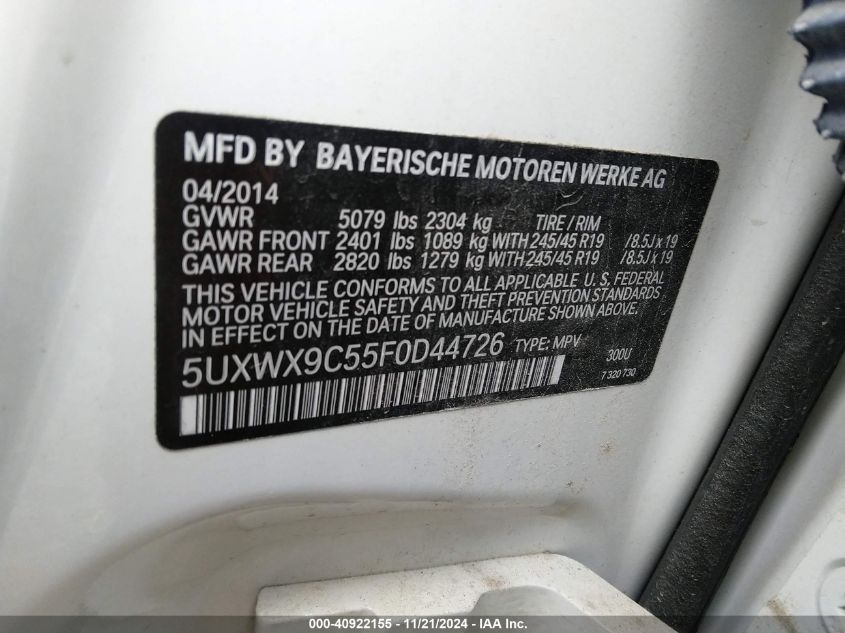 MFD BY BAYERISCHE MOTOREN WERKE AG
04/2014
GVWR 5079 lbs 2304 kg TIRE / RIM
GAWR FRONT 2401 lbs 1089 kg WITH 245/45 R19 /8.5J x 19
GAWR REAR 2820 lbs 1279 kg WITH 245/45 R19 /8.5J x 19
THIS VEHICLE CONFORMS TO ALL APPLICABLE U. S. FEDERAL
MOTOR VEHICLE SAFETY AND THEFT PREVENTION STANDARDS
IN EFFECT ON THE DATE OF MANUFACTURE SHOWN ABOVE.
5UXWX9C55F0D44726 TYPE: MPV 300U
7 320 730
000-40922155 - 11/21/2024 - IAA Inc.